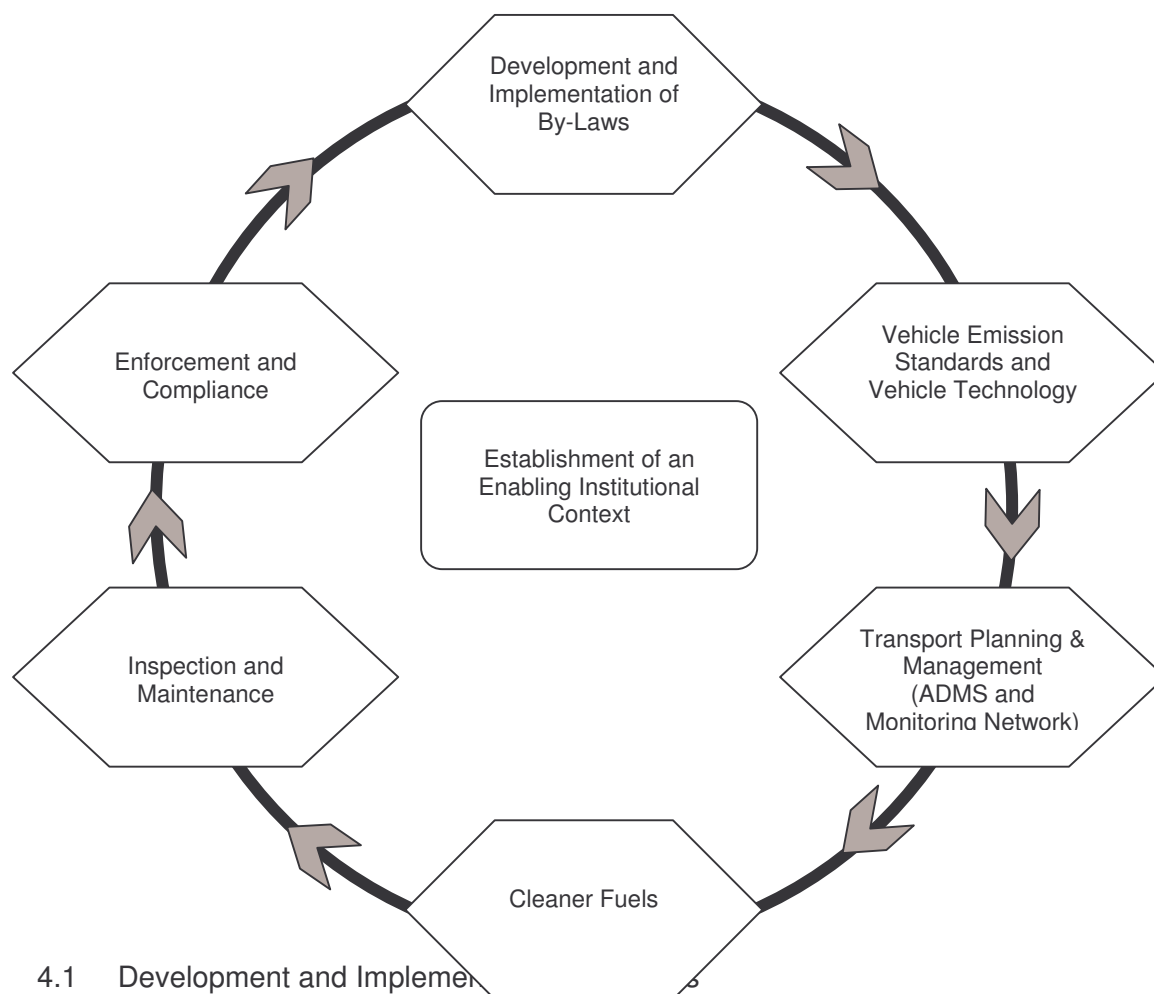 Development and
Implementation of
By-Laws
Vehicle Emission
Standards and
Vehicle Technology
Enforcement and
Compliance
Establishment of an
Enabling Institutional
Context
Transport Planning &
Management
(ADMS and
Monitoring Network)
Inspection and
Maintenance
Cleaner Fuels
4.1 Development and